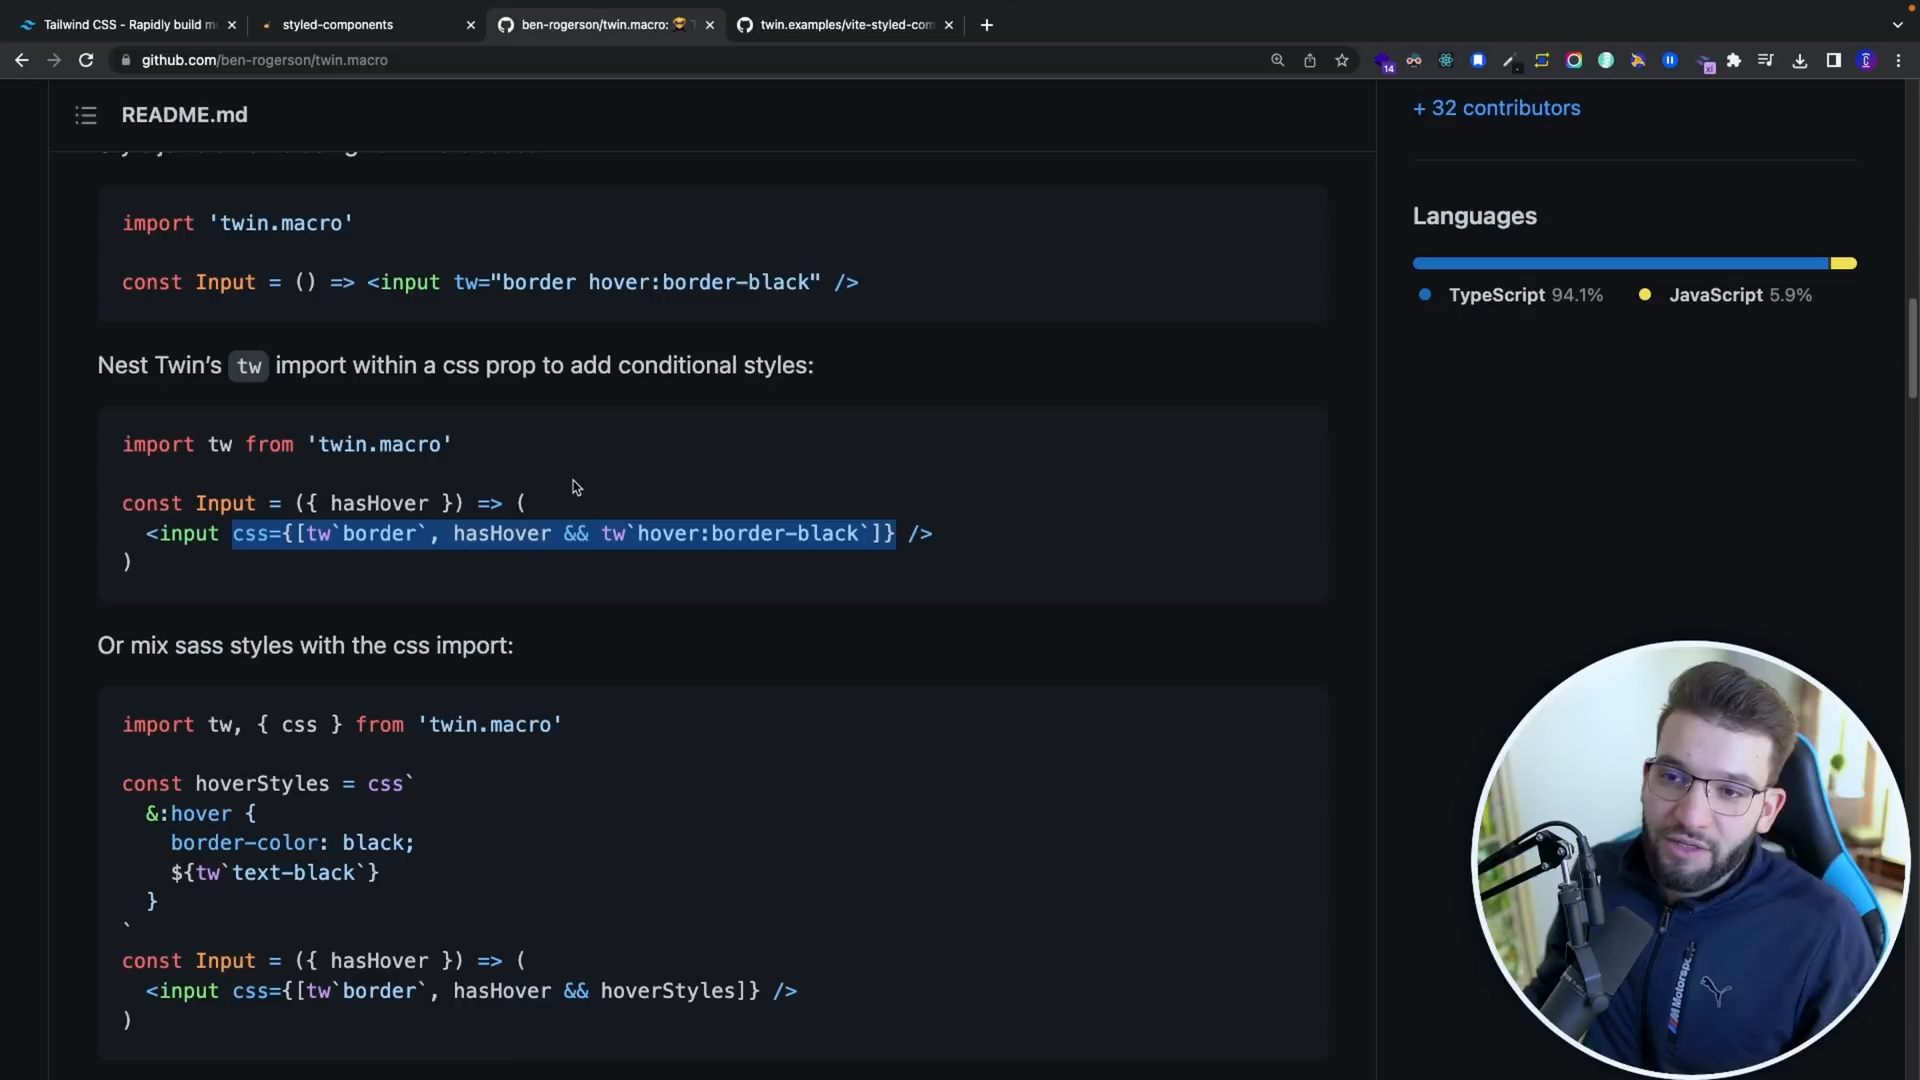 Tailwind CSS - Rapidly build m
styled-components
ben-rogerson/twin.macro:
twin.examples/vite-styled-com
github.com/ben-rogerson/twin.macro
14
xl
README.md
+ 32 contributors
import 'twin.macro'
const Input = () => <input tw="border hover:border-black" />
Languages
TypeScript 94.1%
JavaScript 5.9%
Nest Twin’s tw import within a css prop to add conditional styles:
import tw from 'twin.macro'
const Input = ({ hasHover }) => (
<input css={[tw`border`, hasHover && tw`hover:border-black`]} />
)
Or mix sass styles with the css import:
import tw, { css } from 'twin.macro'
const hoverStyles = css`
&:hover {
border-color: black;
${tw`text-black`}
}
`
const Input = ({ hasHover }) => (
<input css={[tw`border`, hasHover && hoverStyles]} />
)
Motorsport